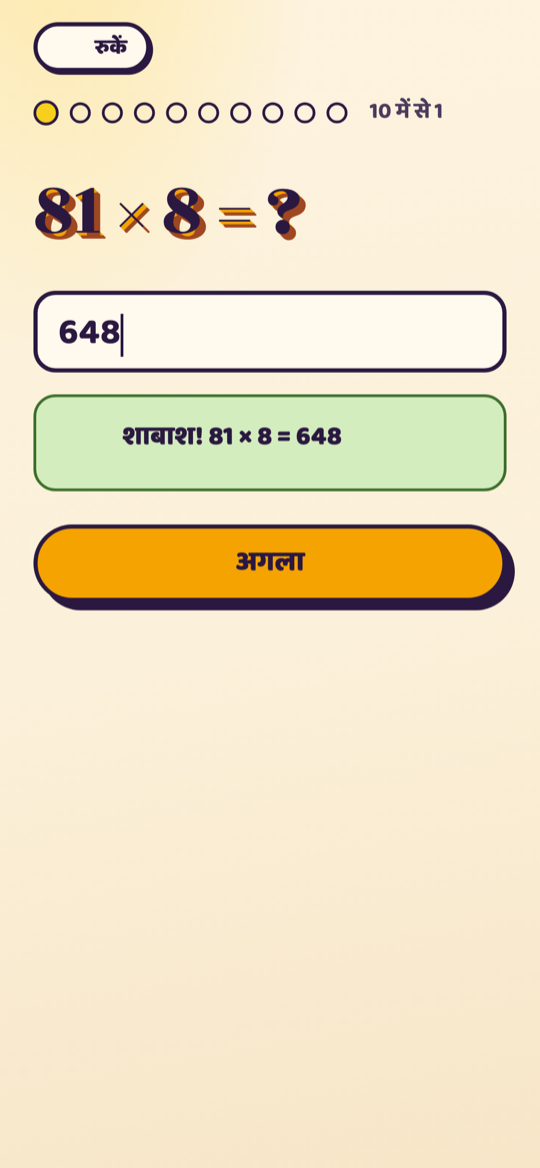 रुकें
10 में से 1
81 × 8 = ?
648
शाबाश! 81 × 8 = 648
अगला